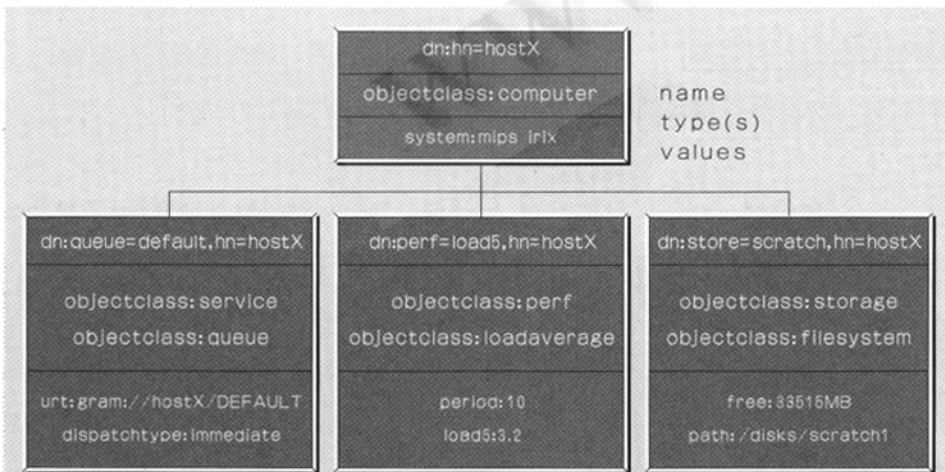 dn:hn=hostX
objectclass:computer
system:mips irix
name
type(s)
values
dn:queue=default,hn=hostX
objectclass:service
objectclass:queue
urt:gram://hostX/DEFAULT
dispatchtype:immediate
dn:perf=load5,hn=hostX
objectclass:perf
objectclass:loadaverage
period:10
load5:3.2
dn:store=scratch,hn=hostX
objectclass:storage
objectclass:filesystem
free:33515MB
path:/disks/scratch1